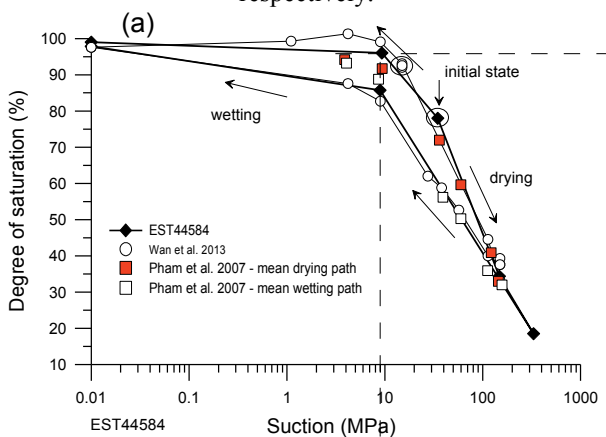 respectively.
(a)
Degree of saturation (%)
100
90
80
70
60
50
40
30
20
10
initial state
wetting
drying
EST44584
Wan et al. 2013
Pham et al. 2007 - mean drying path
Pham et al. 2007 - mean wetting path
0.01 0.1 1 10 100 1000
EST44584 Suction (MPa)